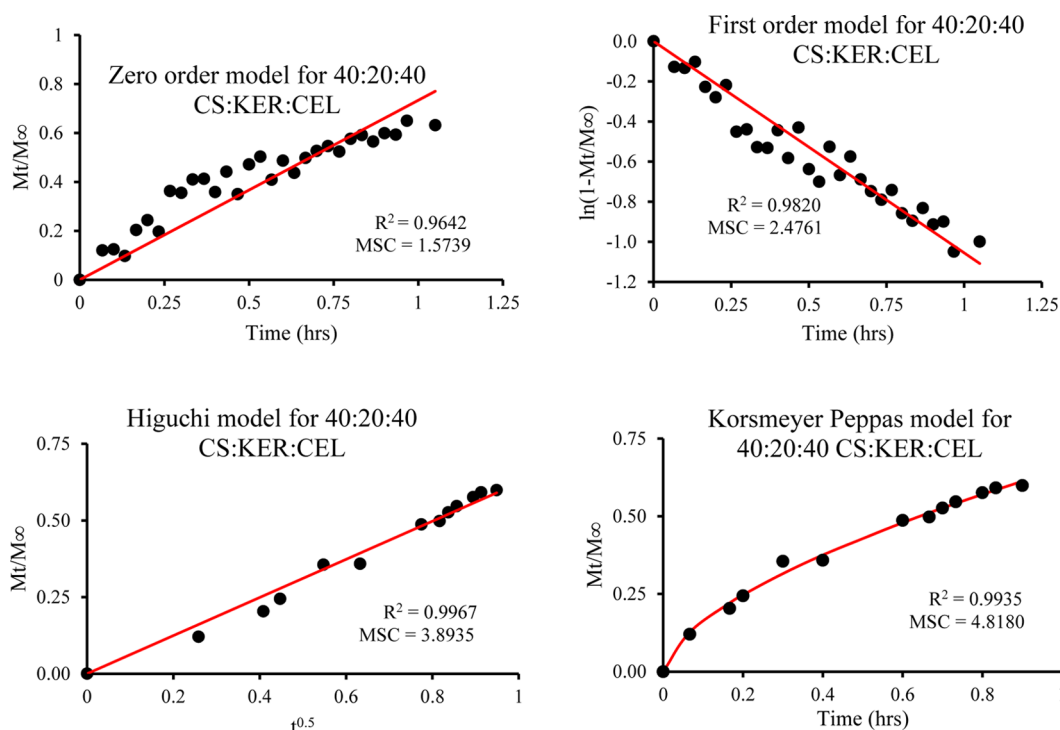 Zero order model for 40:20:40
CS:KER:CEL
Mt/M∞
1
0.8
0.6
0.4
0.2
0
R² = 0.9642
MSC = 1.5739
0 0.25 0.5 0.75 1 1.25
Time (hrs)
First order model for 40:20:40
CS:KER:CEL
ln(1-Mt/M∞)
0.0
-0.2
-0.4
-0.6
-0.8
-1.0
-1.2
R² = 0.9820
MSC = 2.4761
0 0.25 0.5 0.75 1 1.25
Time (hrs)
Higuchi model for 40:20:40
CS:KER:CEL
Mt/M∞
0.75
0.50
0.25
0.00
R² = 0.9967
MSC = 3.8935
0 0.2 0.4 0.6 0.8 1
t⁰·⁵
Korsmeyer Peppas model for
40:20:40 CS:KER:CEL
Mt/M∞
0.75
0.50
0.25
0.00
R² = 0.9935
MSC = 4.8180
0 0.2 0.4 0.6 0.8
Time (hrs)